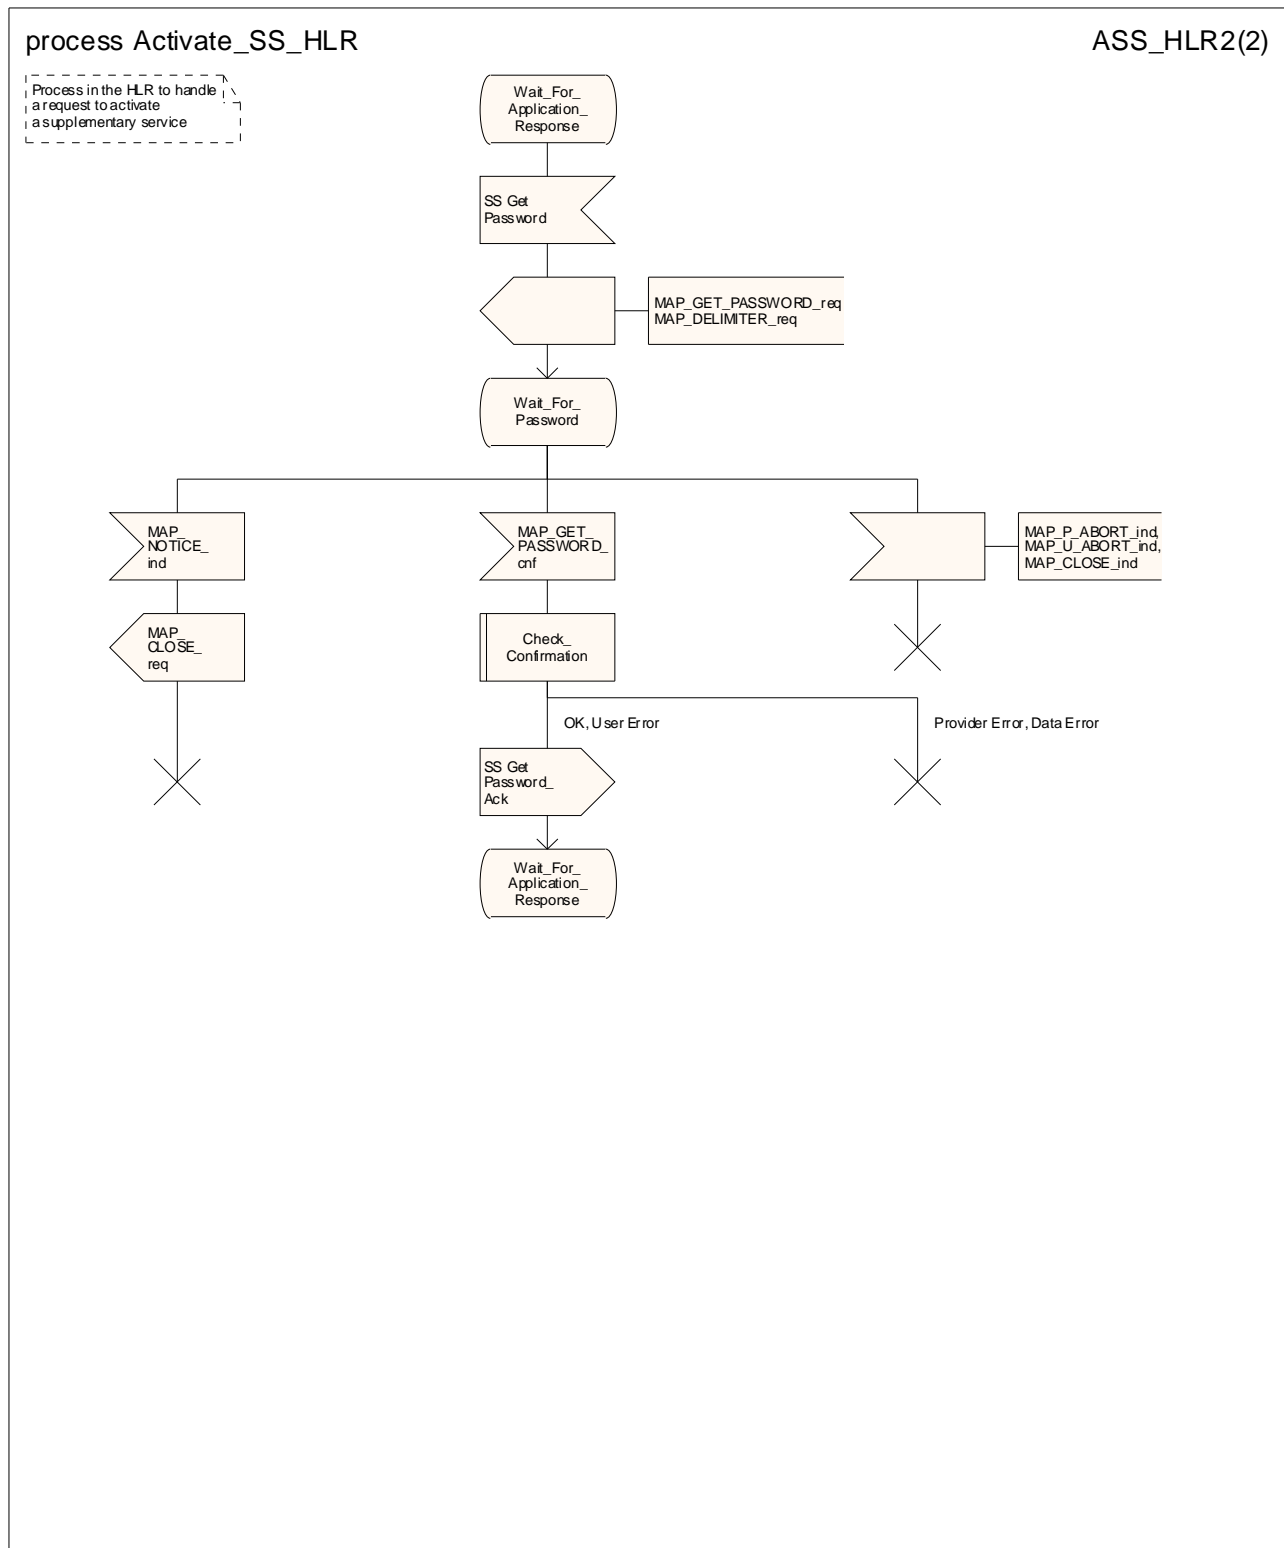 process Activate_SS_HLR
ASS_HLR2(2)
Process in the HLR to handle
a request to activate
a supplementary service
Wait_For_
Application_
Response
SS Get
Password
MAP_GET_PASSWORD_req
MAP_DELIMITER_req
Wait_For_
Password
MAP_
NOTICE_
ind
MAP_GET_
PASSWORD_
cnf
MAP_P_ABORT_ind,
MAP_U_ABORT_ind,
MAP_CLOSE_ind
MAP_
CLOSE_
req
Check_
Confirmation
OK, User Error
Provider Error, Data Error
SS Get
Password_
Ack
Wait_For_
Application_
Response